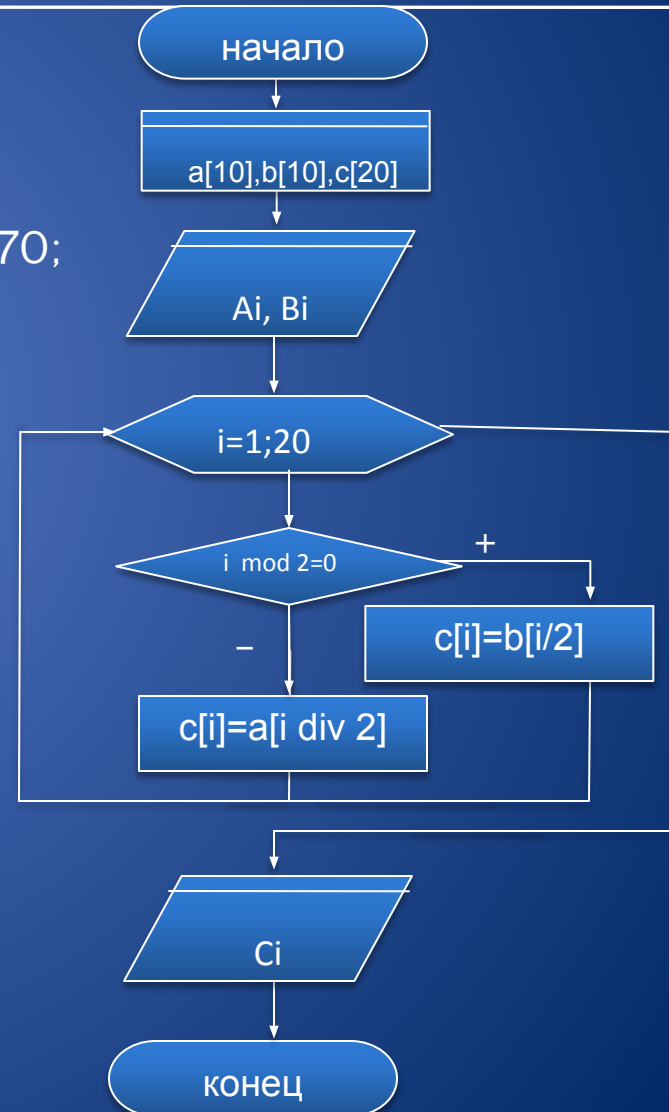 начало
a[10],b[10],c[20]
70;
Ai, Bi
i=1;20
i mod 2=0
+
c[i]=b[i/2]
–
c[i]=a[i div 2]
Ci
конец